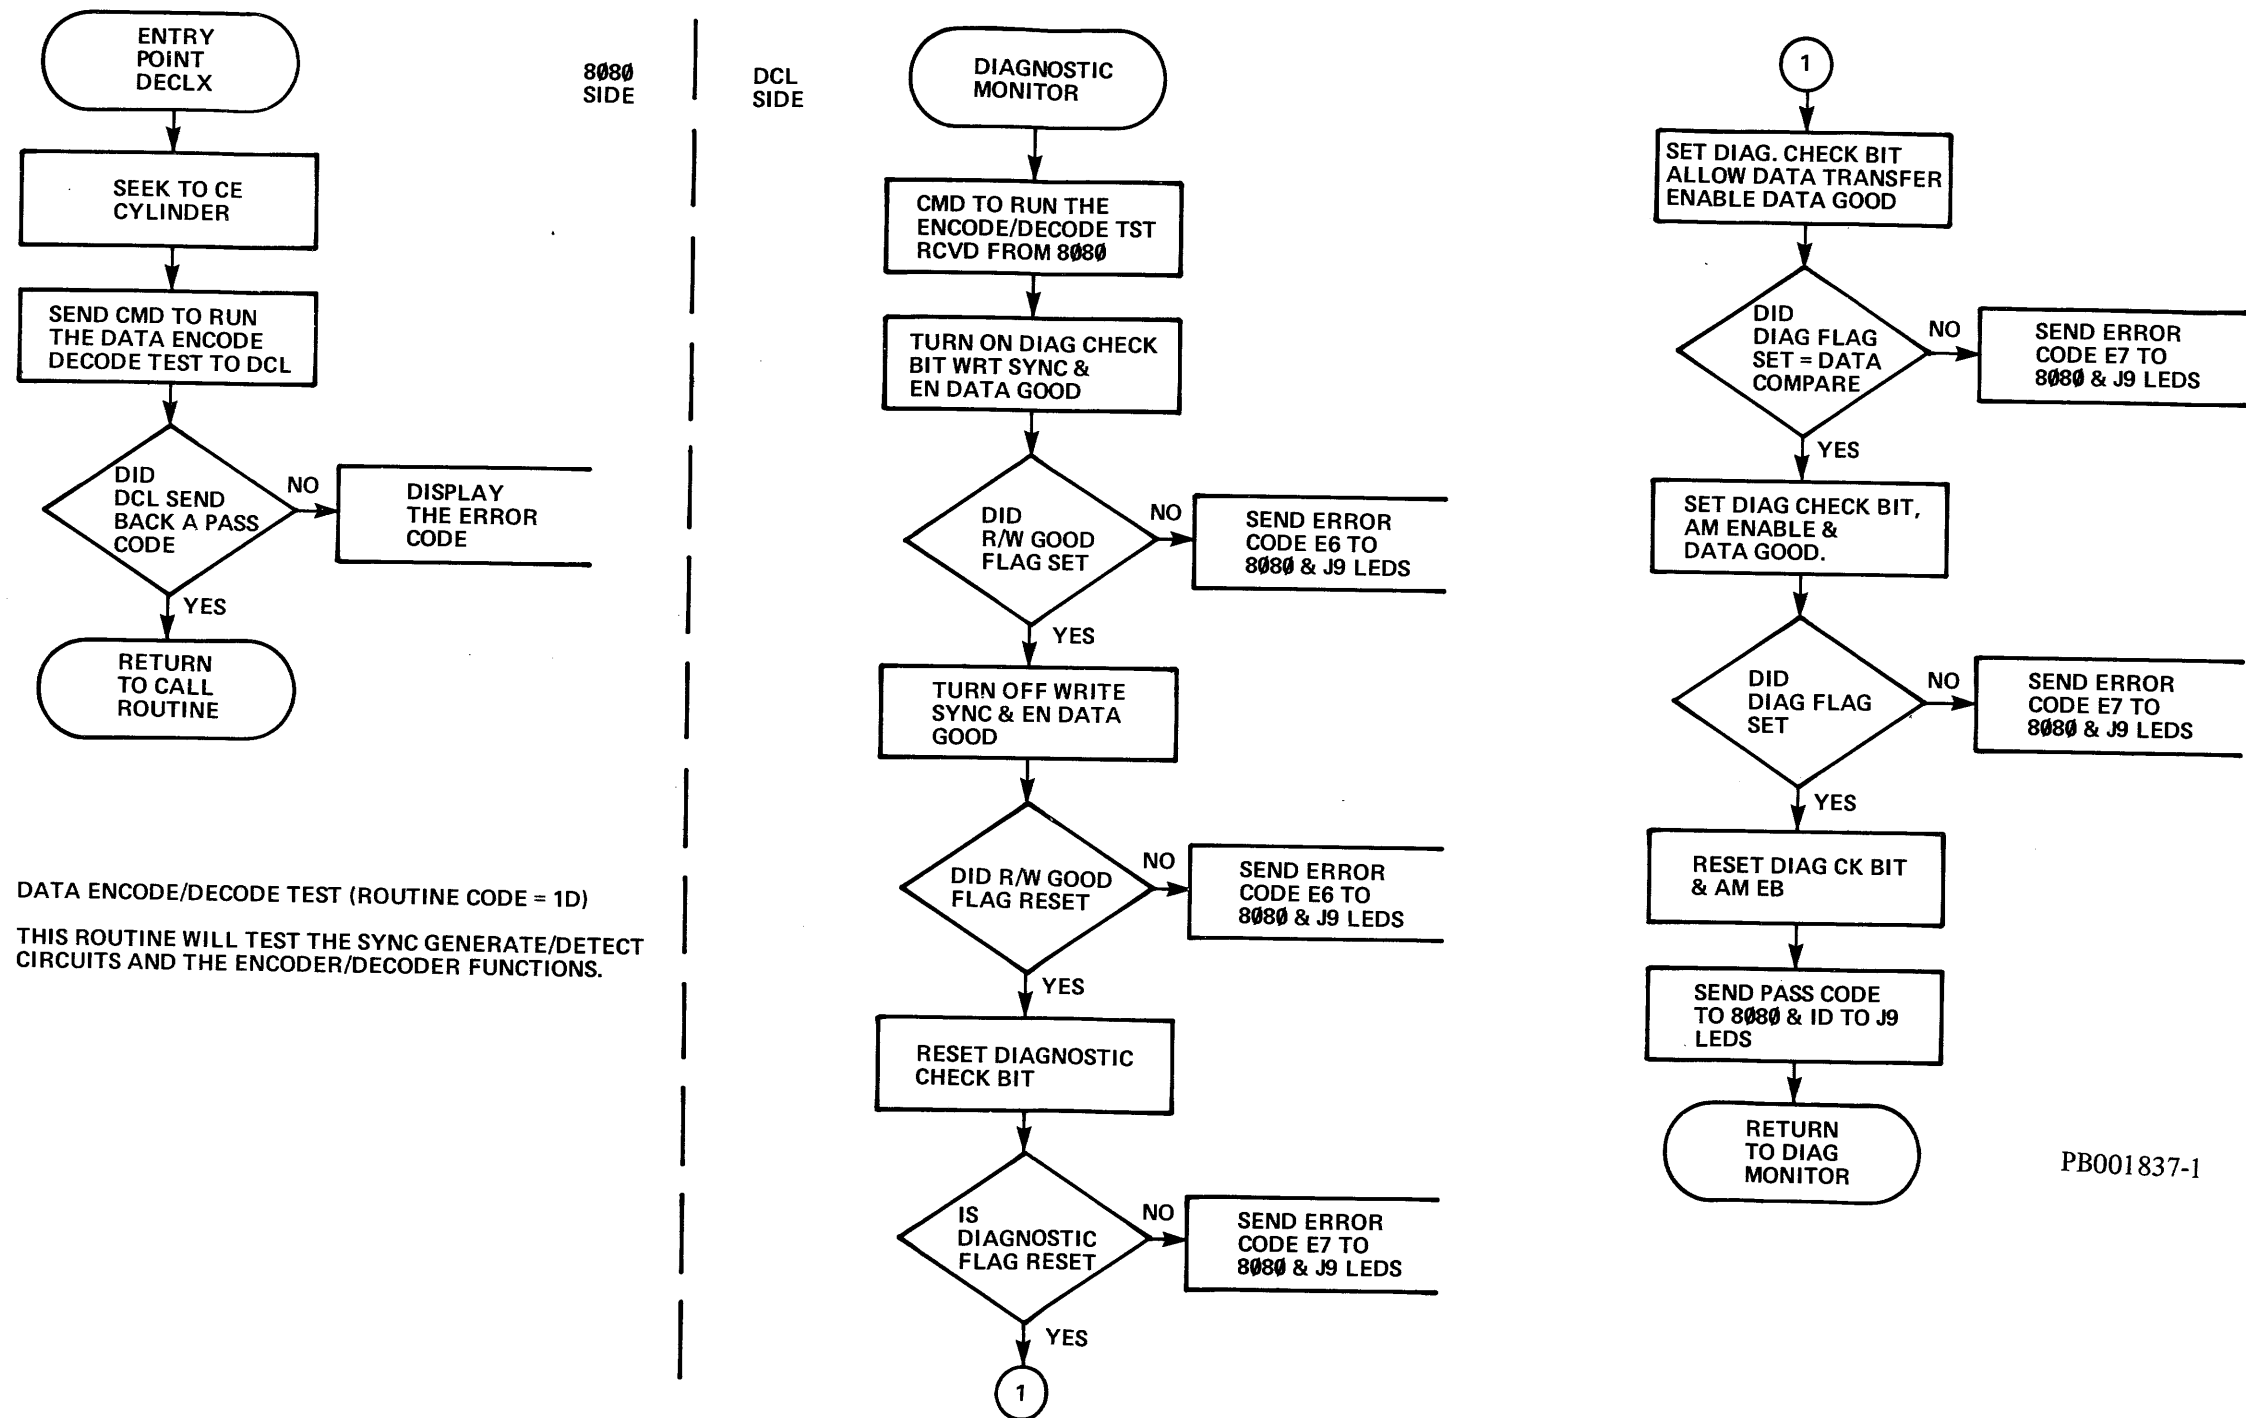 ENTRY
POINT
DECLX
SEEK TO CE
CYLINDER
SEND CMD TO RUN
THE DATA ENCODE
DECODE TEST TO DCL
DID
DCL SEND
BACK A PASS
CODE
NO
DISPLAY
THE ERROR
CODE
YES
RETURN
TO CALL
ROUTINE
DATA ENCODE/DECODE TEST (ROUTINE CODE = 1D)
THIS ROUTINE WILL TEST THE SYNC GENERATE/DETECT
CIRCUITS AND THE ENCODER/DECODER FUNCTIONS.
8Ø8Ø
SIDE
DCL
SIDE
DIAGNOSTIC
MONITOR
CMD TO RUN THE
ENCODE/DECODE TST
RCVD FROM 8Ø8Ø
TURN ON DIAG CHECK
BIT WRT SYNC &
EN DATA GOOD
DID
R/W GOOD
FLAG SET
NO
SEND ERROR
CODE E6 TO
8Ø8Ø & J9 LEDS
YES
TURN OFF WRITE
SYNC & EN DATA
GOOD
DID R/W GOOD
FLAG RESET
NO
SEND ERROR
CODE E6 TO
8Ø8Ø & J9 LEDS
YES
RESET DIAGNOSTIC
CHECK BIT
IS
DIAGNOSTIC
FLAG RESET
NO
SEND ERROR
CODE E7 TO
8Ø8Ø & J9 LEDS
YES
1
1
SET DIAG. CHECK BIT
ALLOW DATA TRANSFER
ENABLE DATA GOOD
DID
DIAG FLAG
SET = DATA
COMPARE
NO
SEND ERROR
CODE E7 TO
8Ø8Ø & J9 LEDS
YES
SET DIAG CHECK BIT,
AM ENABLE &
DATA GOOD.
DID
DIAG FLAG
SET
NO
SEND ERROR
CODE E7 TO
8Ø8Ø & J9 LEDS
YES
RESET DIAG CK BIT
& AM EB
SEND PASS CODE
TO 8Ø8Ø & ID TO J9
LEDS
RETURN
TO DIAG
MONITOR
PB001837-1